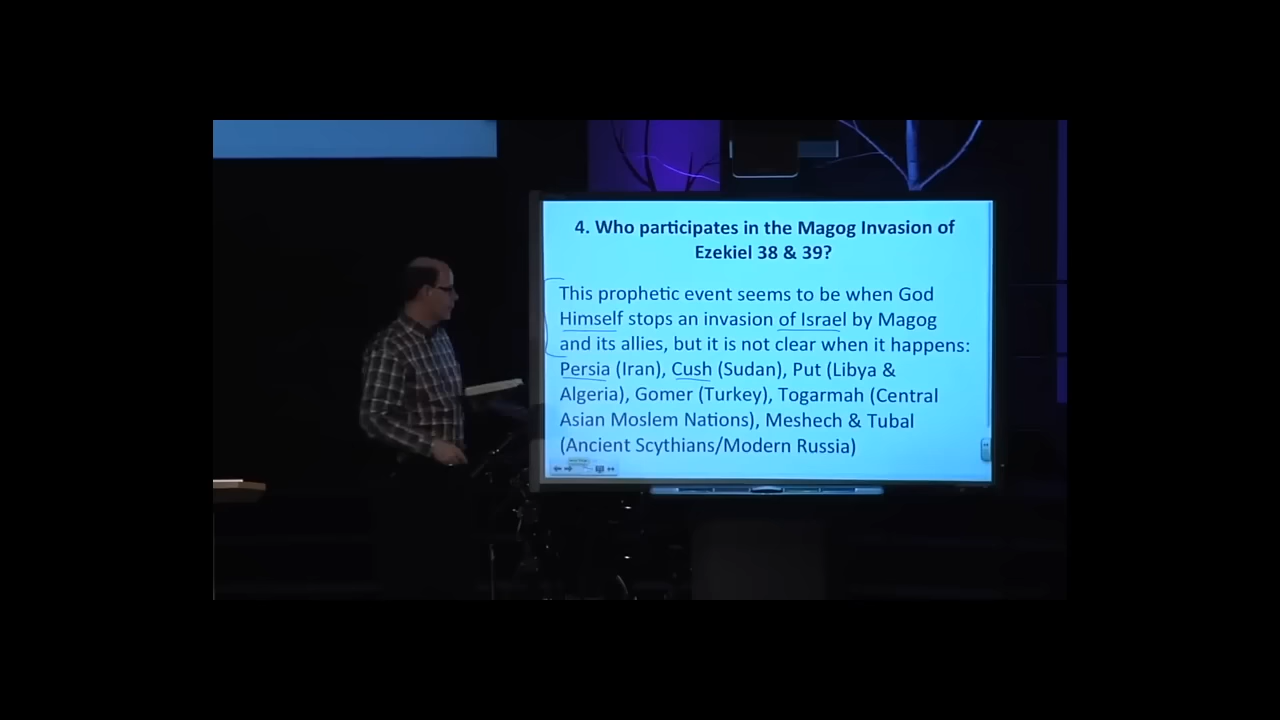 4. Who participates in the Magog Invasion of
Ezekiel 38 & 39?
This prophetic event seems to be when God
Himself stops an invasion of Israel by Magog
and its allies, but it is not clear when it happens:
Persia (Iran), Cush (Sudan), Put (Libya &
Algeria), Gomer (Turkey), Togarmah (Central
Asian Moslem Nations), Meshech & Tubal
(Ancient Scythians/Modern Russia)